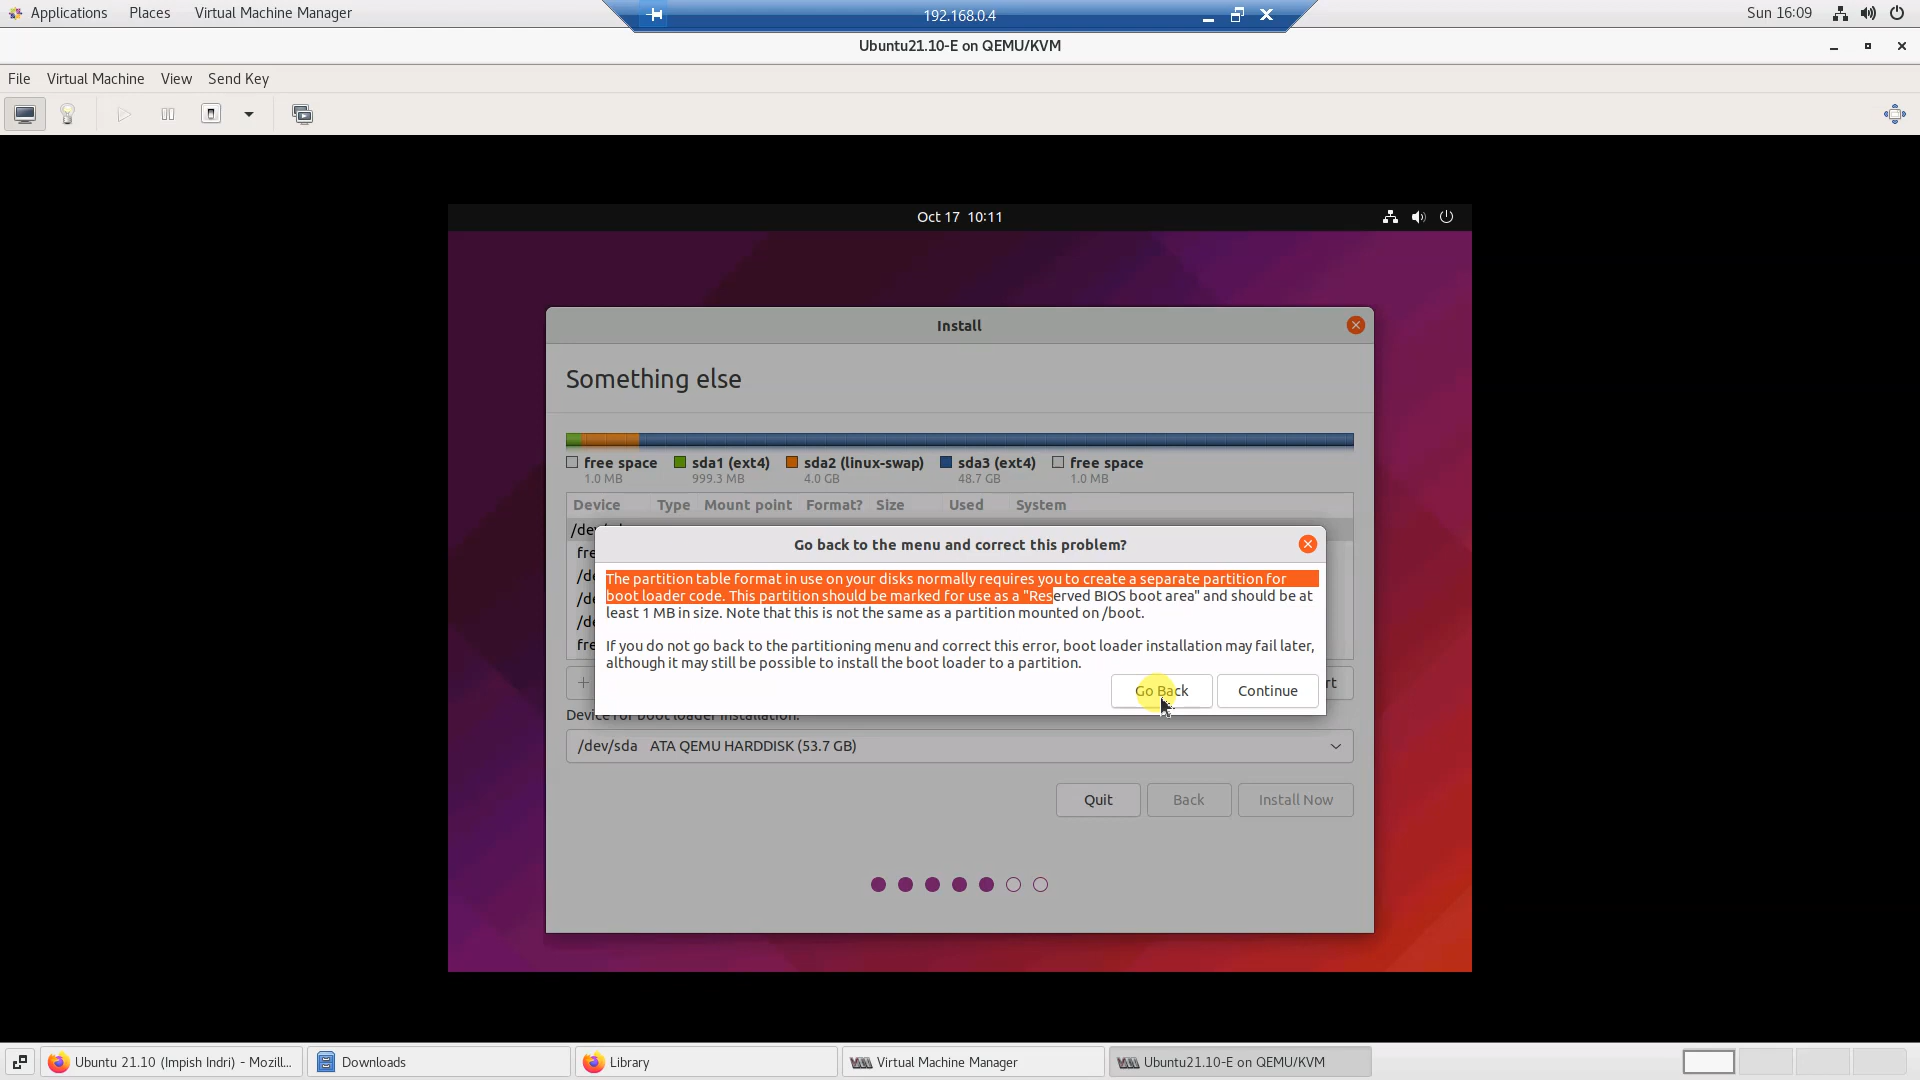 Applications Places Virtual Machine Manager
192.168.0.4
Sun 16:09
Ubuntu21.10-E on QEMU/KVM
File Virtual Machine View Send Key
Oct 17 10:11
Install
Something else
free space sda1 (ext4) sda2 (linux-swap) sda3 (ext4) free space
1.0 MB 999.3 MB 4.0 GB 48.7 GB 1.0 MB
Device Type Mount point Format? Size Used System
Go back to the menu and correct this problem?
The partition table format in use on your disks normally requires you to create a separate partition for
boot loader code. This partition should be marked for use as a "Reserved BIOS boot area" and should be at
least 1 MB in size. Note that this is not the same as a partition mounted on /boot.
If you do not go back to the partitioning menu and correct this error, boot loader installation may fail later,
although it may still be possible to install the boot loader to a partition.
Go Back Continue
Device for boot loader installation:
/dev/sda ATA QEMU HARDDISK (53.7 GB)
Quit Back Install Now
Ubuntu 21.10 (Impish Indri) - Mozill... Downloads Library Virtual Machine Manager Ubuntu21.10-E on QEMU/KVM